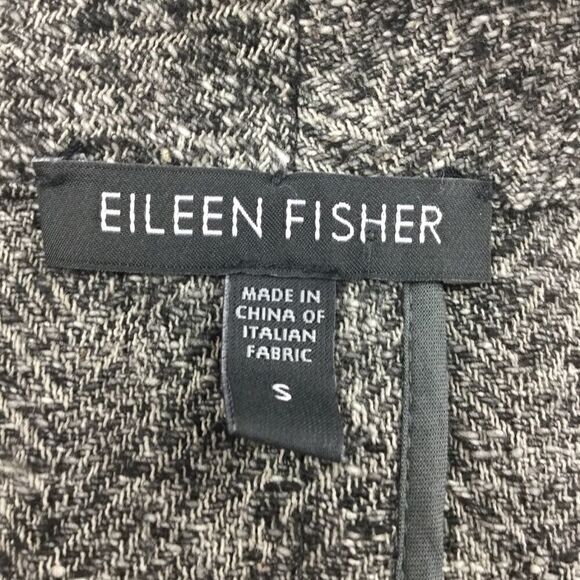 EILEEN FISHER
MADE IN
CHINA OF
ITALIAN
FABRIC
S